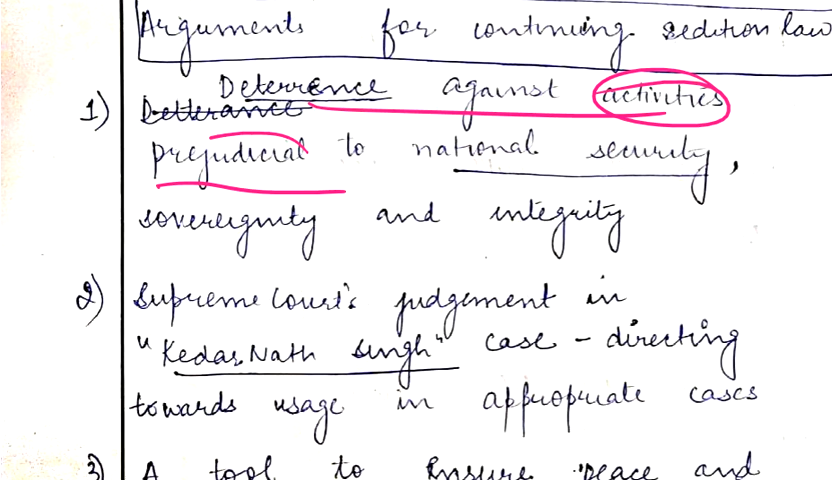 Arguments for continuing sedition law
Deterrence against activities
1) Detterance
prejudicial to national security,
sovereignty and integrity
2) Supreme Court's judgement in
"Kedar Nath Singh" case - directing
towards usage in appropriate cases
3) A tool to Ensure peace and